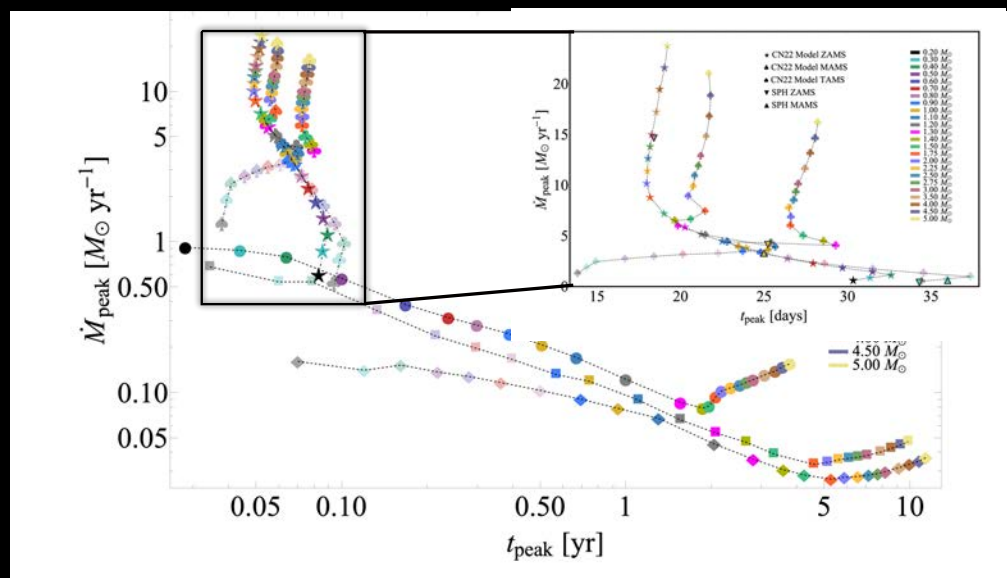 Ṁpeak [M⊙ yr⁻¹]
10
5
1
0.50
0.10
0.05
0.05
0.10
0.50
1
5
10
tpeak [yr]
Ṁpeak [M⊙ yr⁻¹]
20
15
10
5
0
15
20
25
30
35
tpeak [days]
CN22 Model ZAMS
CN22 Model MAMS
CN22 Model TAMS
SPH ZAMS
SPH MAMS
0.20 M⊙
0.30 M⊙
0.40 M⊙
0.50 M⊙
0.60 M⊙
0.70 M⊙
0.80 M⊙
0.90 M⊙
1.00 M⊙
1.10 M⊙
1.20 M⊙
1.30 M⊙
1.40 M⊙
1.50 M⊙
1.75 M⊙
2.00 M⊙
2.25 M⊙
2.50 M⊙
2.75 M⊙
3.00 M⊙
3.50 M⊙
4.00 M⊙
4.50 M⊙
5.00 M⊙
4.50 M⊙
5.00 M⊙